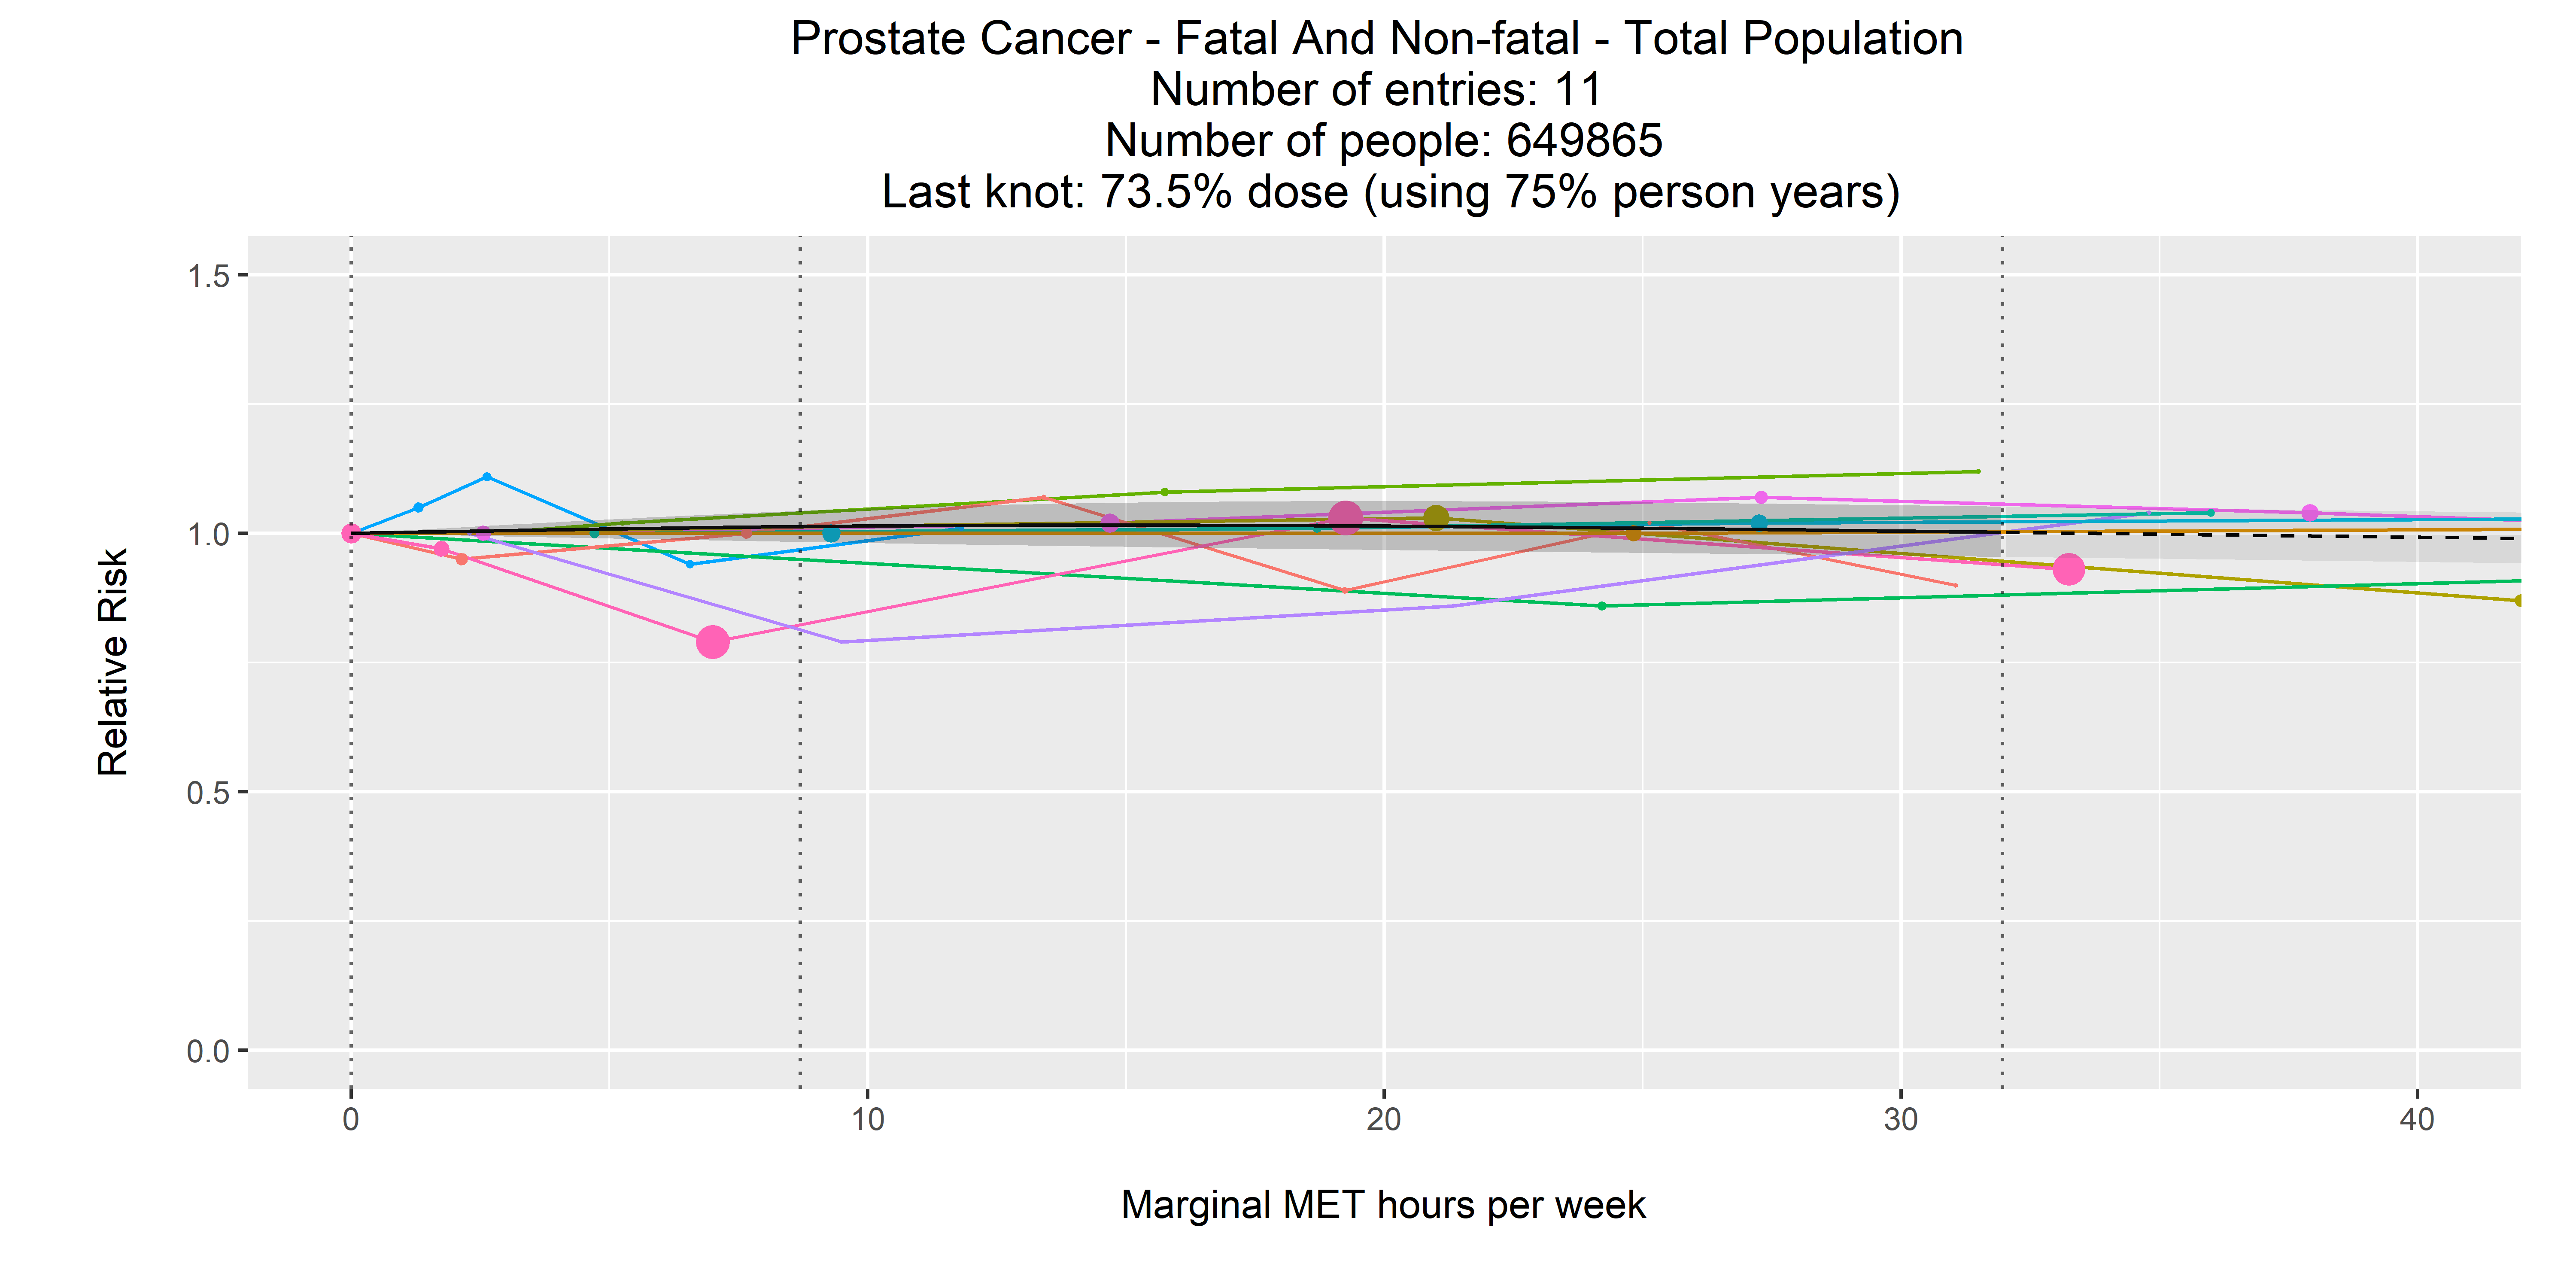 Prostate Cancer - Fatal And Non-fatal - Total Population
Number of entries: 11
Number of people: 649865
Last knot: 73.5% dose (using 75% person years)
1.5
1.0
0.5
0.0
Relative Risk
0 10 20 30 40
Marginal MET hours per week